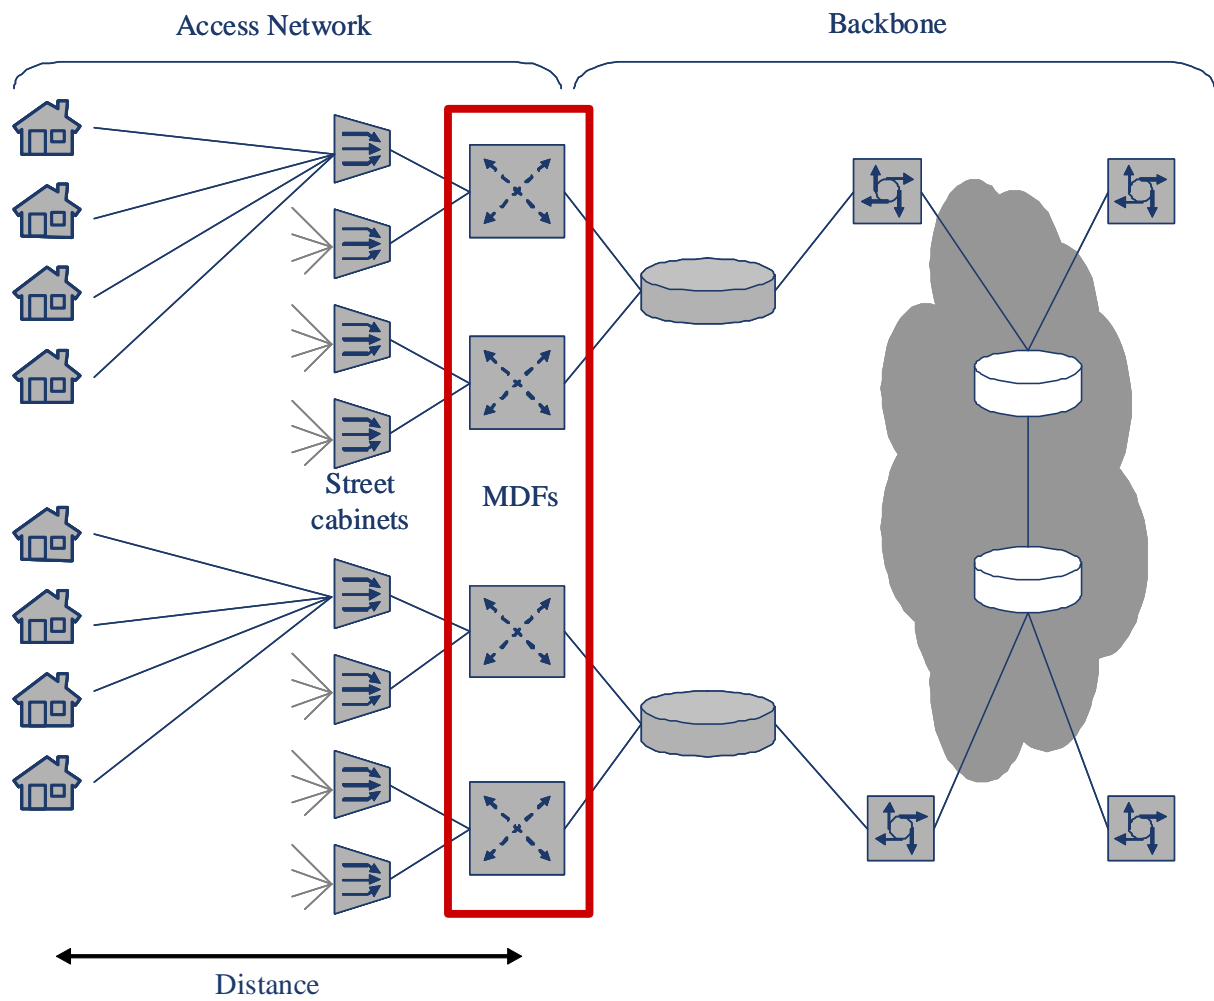 Access Network
Backbone
Street
cabinets
MDFs
Distance